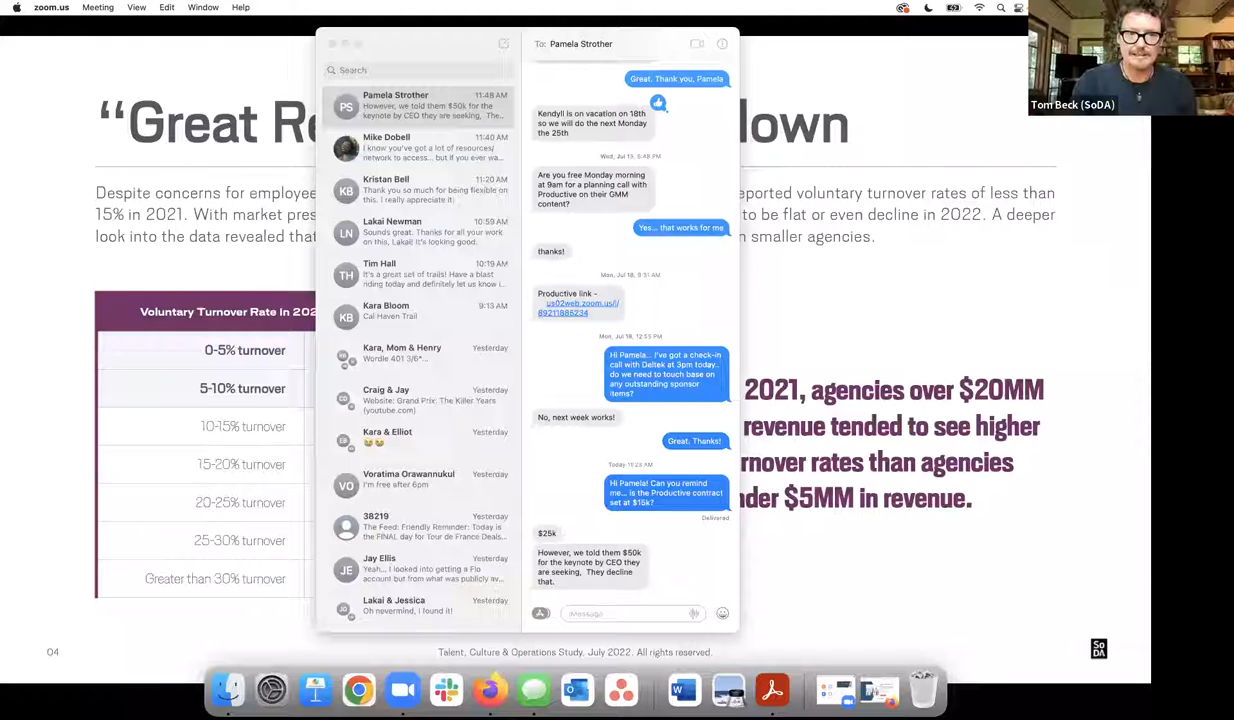 zoom.us Meeting View Edit Window Help
Tom Beck (SoDA)
“Great Re
down
Despite concerns for employee
reported voluntary turnover rates of less than
15% in 2021. With market pres
to be flat or even decline in 2022. A deeper
look into the data revealed that
n smaller agencies.
Voluntary Turnover Rate in 202
0-5% turnover
5-10% turnover
10-15% turnover
15-20% turnover
20-25% turnover
25-30% turnover
Greater than 30% turnover
Search
PS
Pamela Strother 11:48 AM
However, we told them $50k for the
keynote by CEO they are seeking, The...
Mike Dobell 11:40 AM
I know you've got a lot of resources/
network to access... but if you ever wa...
KB
Kristan Bell 11:20 AM
Thank you so much for being flexible on
this. I really appreciate it!
LN
Lakai Newman 10:59 AM
Sounds great. Thanks for all your work
on this, Lakai! It's looking good.
TH
Tim Hall 10:19 AM
It's a great set of trails! Have a blast
riding today and definitely let us know i...
KB
Kara Bloom 9:13 AM
Cal Haven Trail
Kara, Mom & Henry Yesterday
Wordle 401 3/6*...
Craig & Jay Yesterday
Website: Grand Prix: The Killer Years
(youtube.com)
Kara & Elliot Yesterday
😂😂
VO
Voratima Orawannukul Yesterday
I'm free after 6pm
38219 Yesterday
The Feed: Friendly Reminder: Today is
the FINAL day for Tour de France Deals...
JE
Jay Ellis Yesterday
Yeah... I looked into getting a Flo
account but from what was publicly av...
Lakai & Jessica Yesterday
Oh nevermind, I found it!
To: Pamela Strother
Great. Thank you, Pamela
Kendyll is on vacation on 18th
so we will do the next Monday
the 25th
Wed, Jul 13, 5:48 PM
Are you free Monday morning
at 9am for a planning call with
Productive on their GMM
content?
Yes... that works for me
thanks!
Mon, Jul 18, 9:31 AM
Productive link -
us02web.zoom.us/j/
89211885234
Mon, Jul 18, 12:55 PM
Hi Pamela... I've got a check-in
call with Deltek at 3pm today..
do we need to touch base on
any outstanding sponsor
items?
No, next week works!
Great. Thanks!
Today 11:23 AM
Hi Pamela! Can you remind
me... is the Productive contract
set at $15k?
Delivered
$25k
However, we told them $50k
for the keynote by CEO they
are seeking, They decline
that.
iMessage
2021, agencies over $20MM
revenue tended to see higher
rnover rates than agencies
nder $5MM in revenue.
04
Talent, Culture & Operations Study. July 2022. All rights reserved.
So
DA